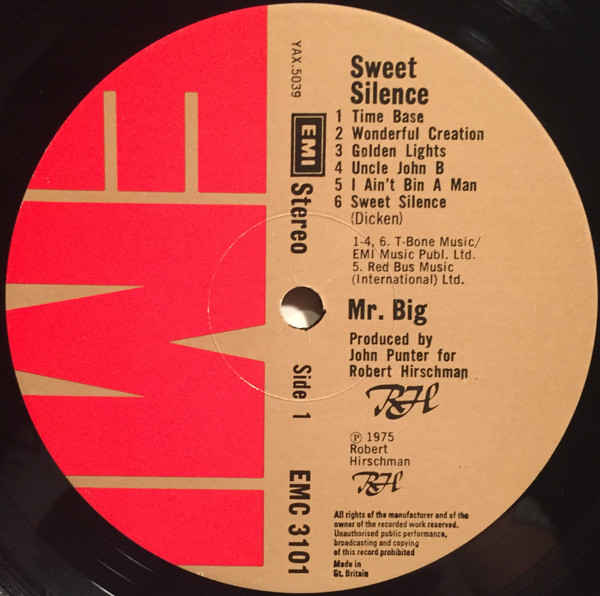 YAX.5039
EMI
Stereo
Side 1
EMC 3101
Sweet
Silence
1 Time Base
2 Wonderful Creation
3 Golden Lights
4 Uncle John B
5 I Ain't Bin A Man
6 Sweet Silence
(Dicken)
1-4, 6. T-Bone Music/
EMI Music Publ. Ltd.
5. Red Bus Music
(International) Ltd.
Mr. Big
Produced by
John Punter for
Robert Hirschman
RH
℗ 1975
Robert
Hirschman
RH
All rights of the manufacturer and of the
owner of the recorded work reserved.
Unauthorised public performance,
broadcasting and copying
of this record prohibited
Made in
Gt. Britain
EMI